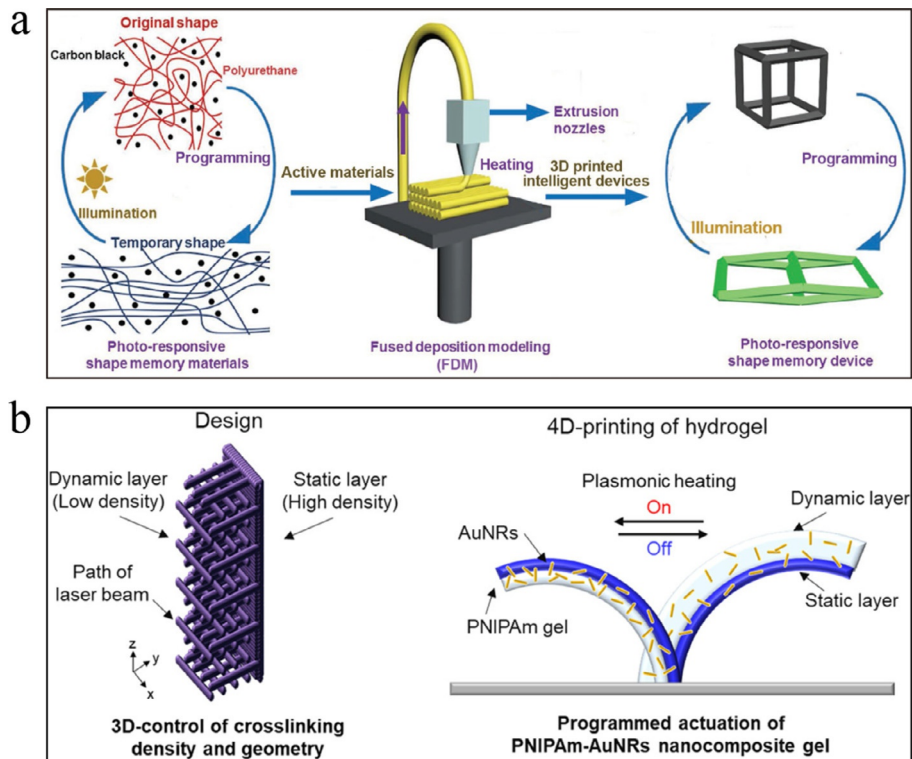 a
Original shape
Carbon black
Polyurethane
Programming
Illumination
Temporary shape
Photo-responsive
shape memory materials
Active materials
Extrusion
nozzles
Heating
3D printed
intelligent devices
Fused deposition modeling
(FDM)
Programming
Illumination
Photo-responsive
shape memory device
b
Design
Dynamic layer
(Low density)
Static layer
(High density)
Path of
laser beam
z
y
x
3D-control of crosslinking
density and geometry
4D-printing of hydrogel
Plasmonic heating
On
Off
Dynamic layer
AuNRs
Static layer
PNIPAm gel
Programmed actuation of
PNIPAm-AuNRs nanocomposite gel